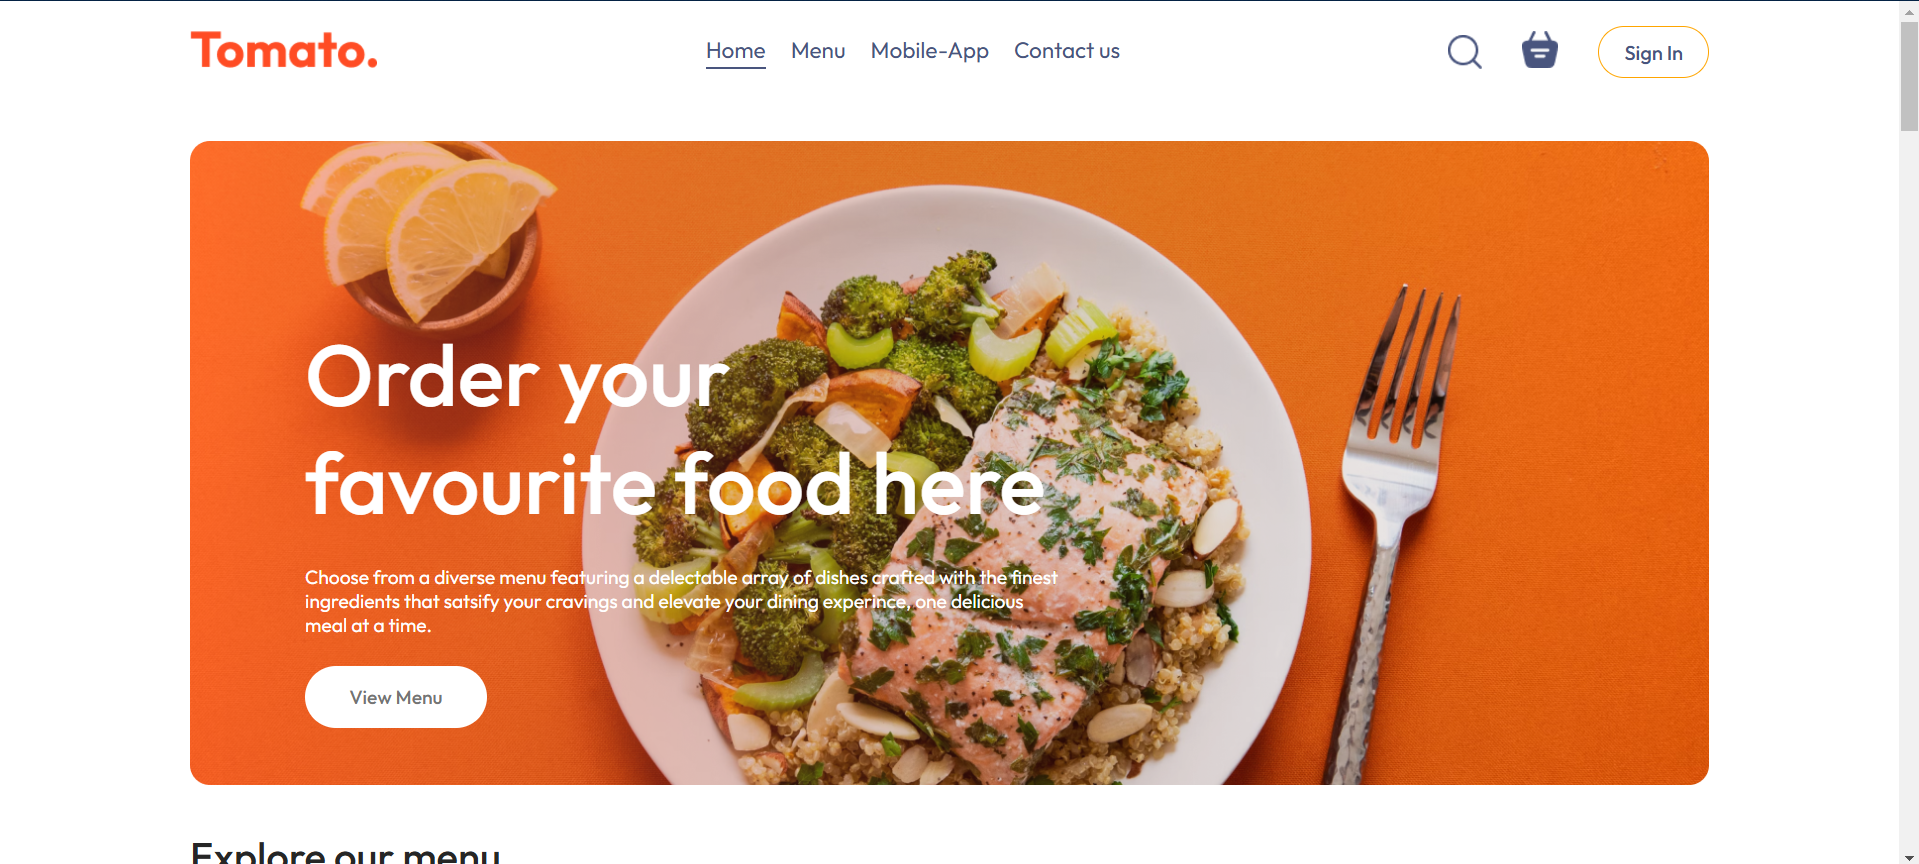 Tomato.
Home Menu Mobile-App Contact us
Sign In
Order your
favourite food here
Choose from a diverse menu featuring a delectable array of dishes crafted with the finest
ingredients that satsify your cravings and elevate your dining experince, one delicious
meal at a time.
View Menu
Explore our menu